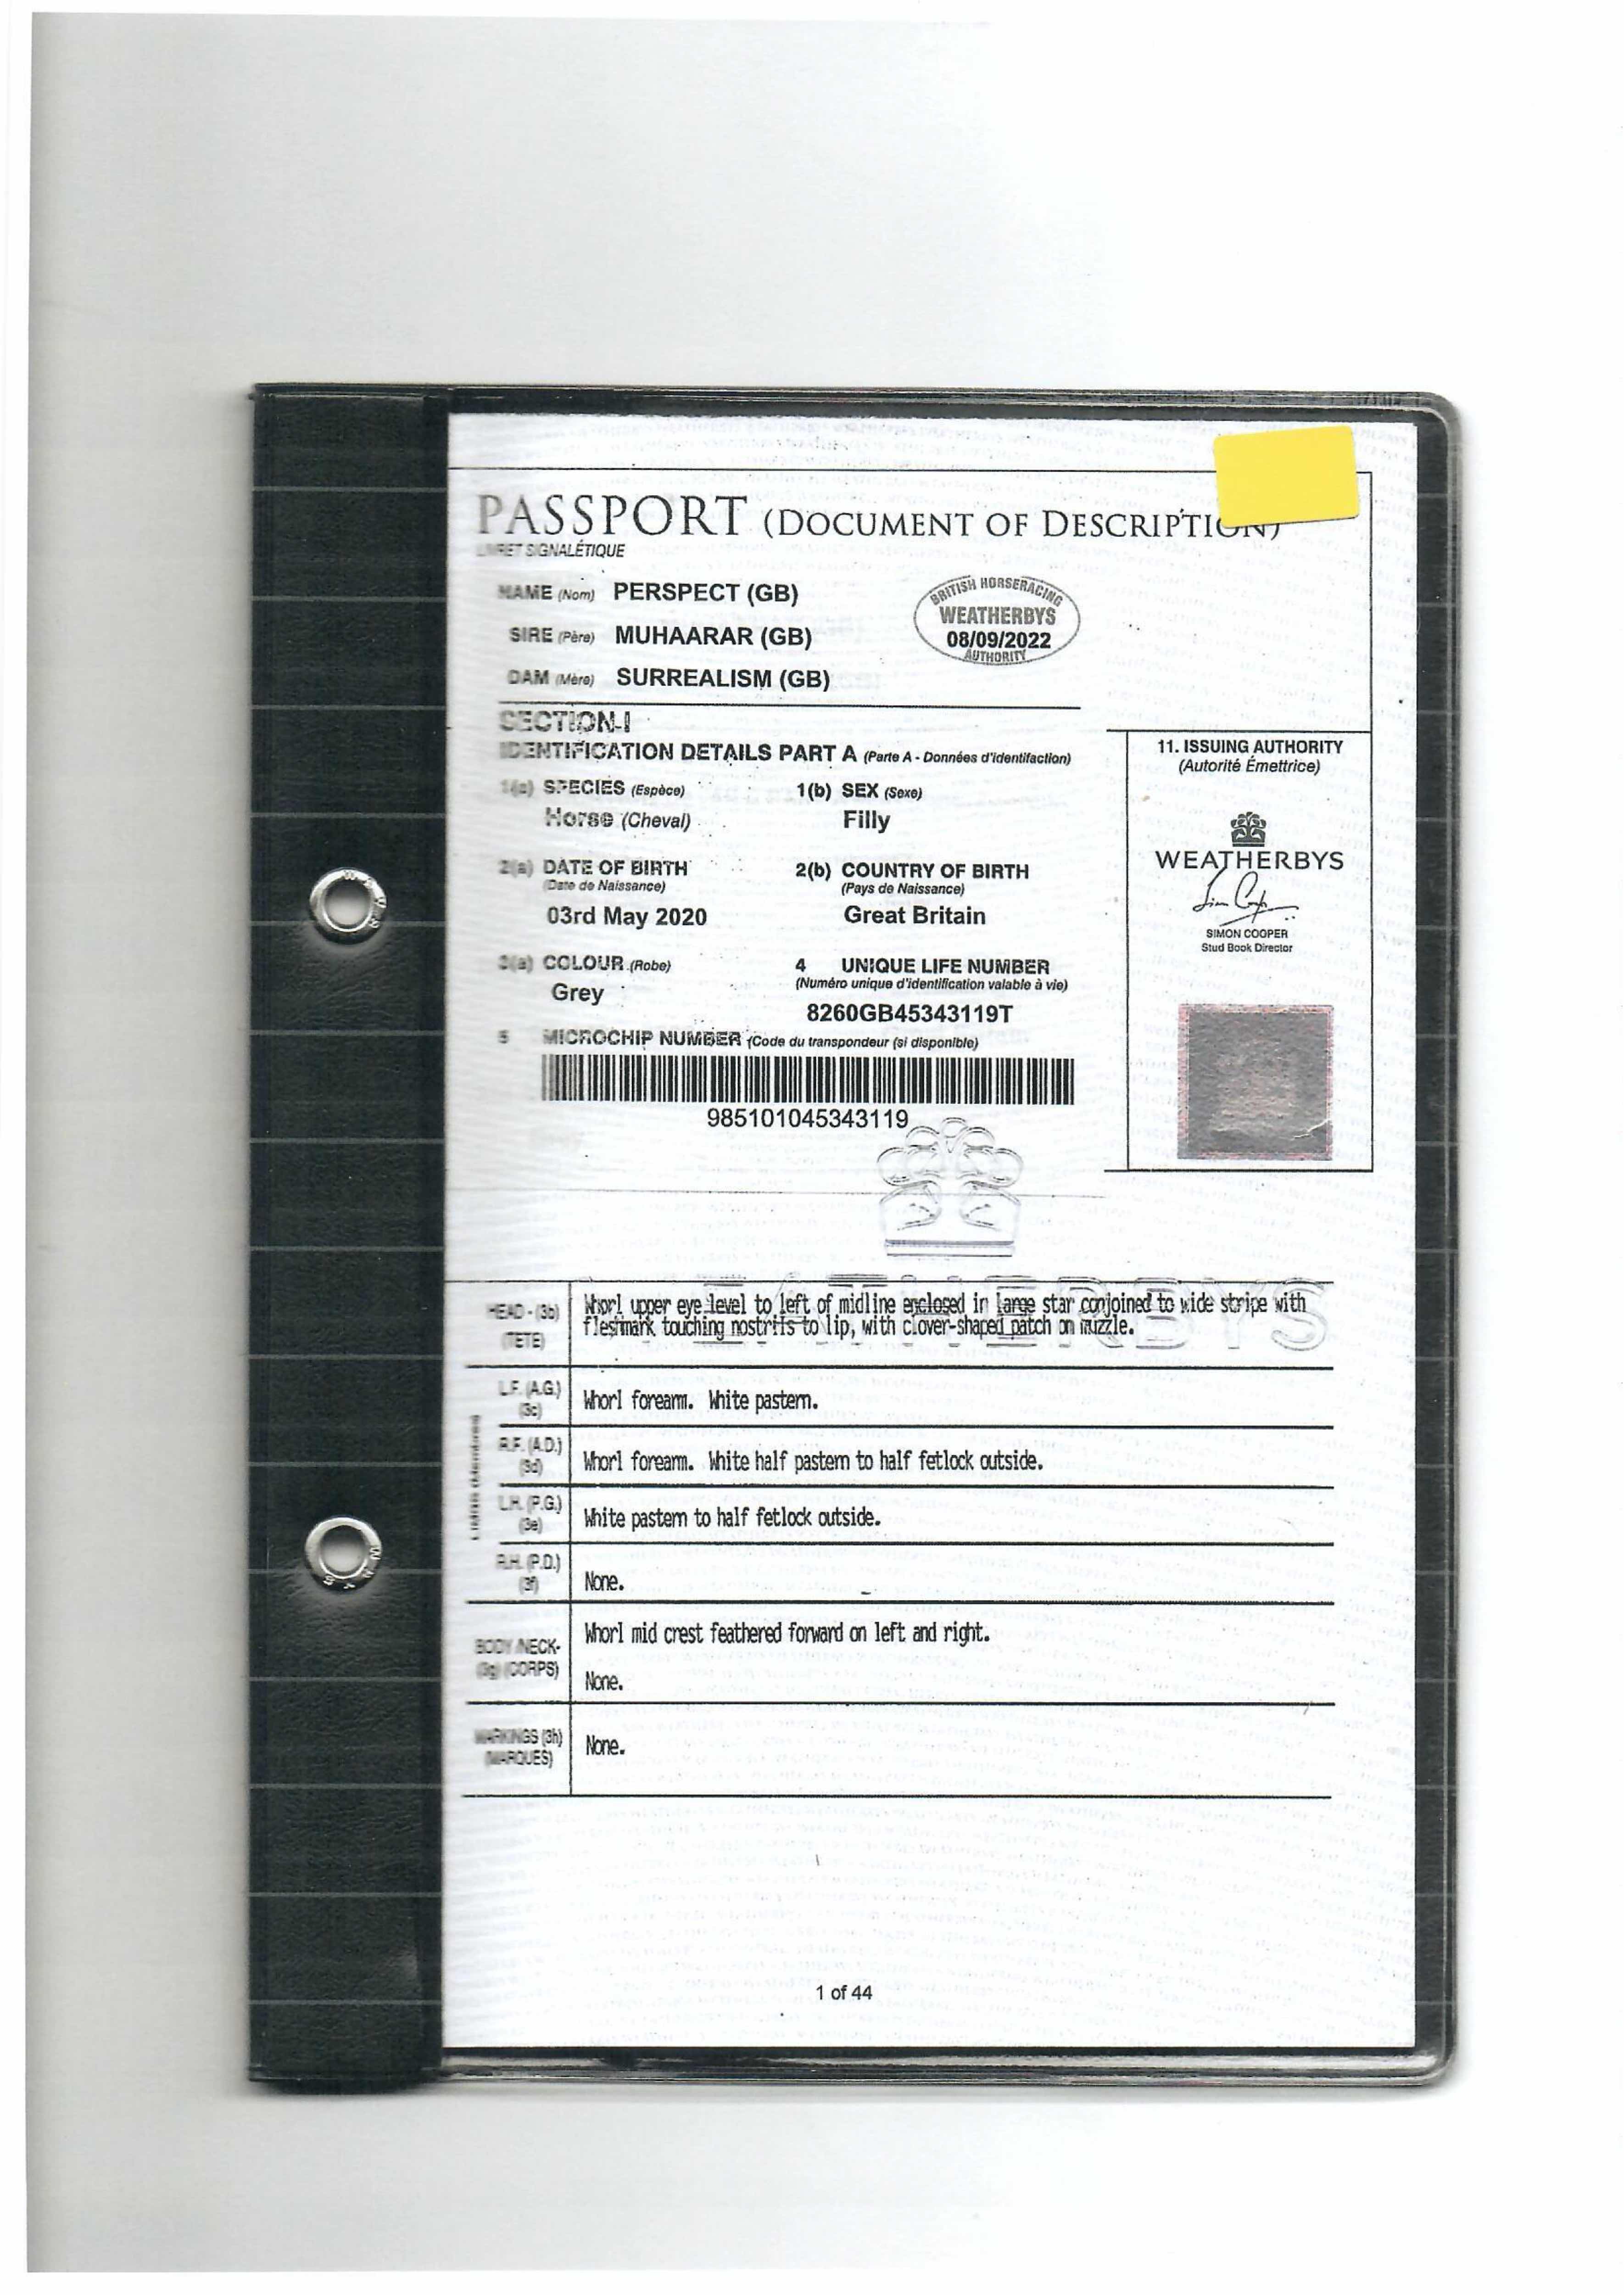 PASSPORT (DOCUMENT OF DESCRIPTION)
LIVRET SIGNALÉTIQUE
NAME (Nom) PERSPECT (GB)
SIRE (Père) MUHAARAR (GB)
DAM (Mère) SURREALISM (GB)
BRITISH HORSERACING
WEATHERBYS
08/09/2022
AUTHORITY
SECTION-I
IDENTIFICATION DETAILS PART A (Parte A - Données d'identifaction)
1(a) SPECIES (Espèce) 1(b) SEX (Sexe)
Horse (Cheval) Filly
2(a) DATE OF BIRTH 2(b) COUNTRY OF BIRTH
(Date de Naissance) (Pays de Naissance)
03rd May 2020 Great Britain
3(a) COLOUR (Robe) 4 UNIQUE LIFE NUMBER
Grey (Numéro unique d'identification valable à vie)
8260GB45343119T
5 MICROCHIP NUMBER (Code du transpondeur (si disponible)
985101045343119
11. ISSUING AUTHORITY
(Autorité Émettrice)
WEATHERBYS
SIMON COOPER
Stud Book Director
WEATHERBYS
HEAD - (3b) Whorl upper eye level to left of midline enclosed in large star conjoined to wide stripe with
(TETE) fleshmark touching nostrils to lip, with clover-shaped patch on muzzle.
L.F. (A.G.) (3c) Whorl forearm. White pastern.
R.F. (A.D.) (3d) Whorl forearm. White half pastern to half fetlock outside.
L.H. (P.G.) (3e) White pastern to half fetlock outside.
R.H. (P.D.) (3f) None.
BODY/NECK- Whorl mid crest feathered forward on left and right.
(3g) (CORPS) None.
MARKINGS (3h) None.
(MARQUES)
1 of 44